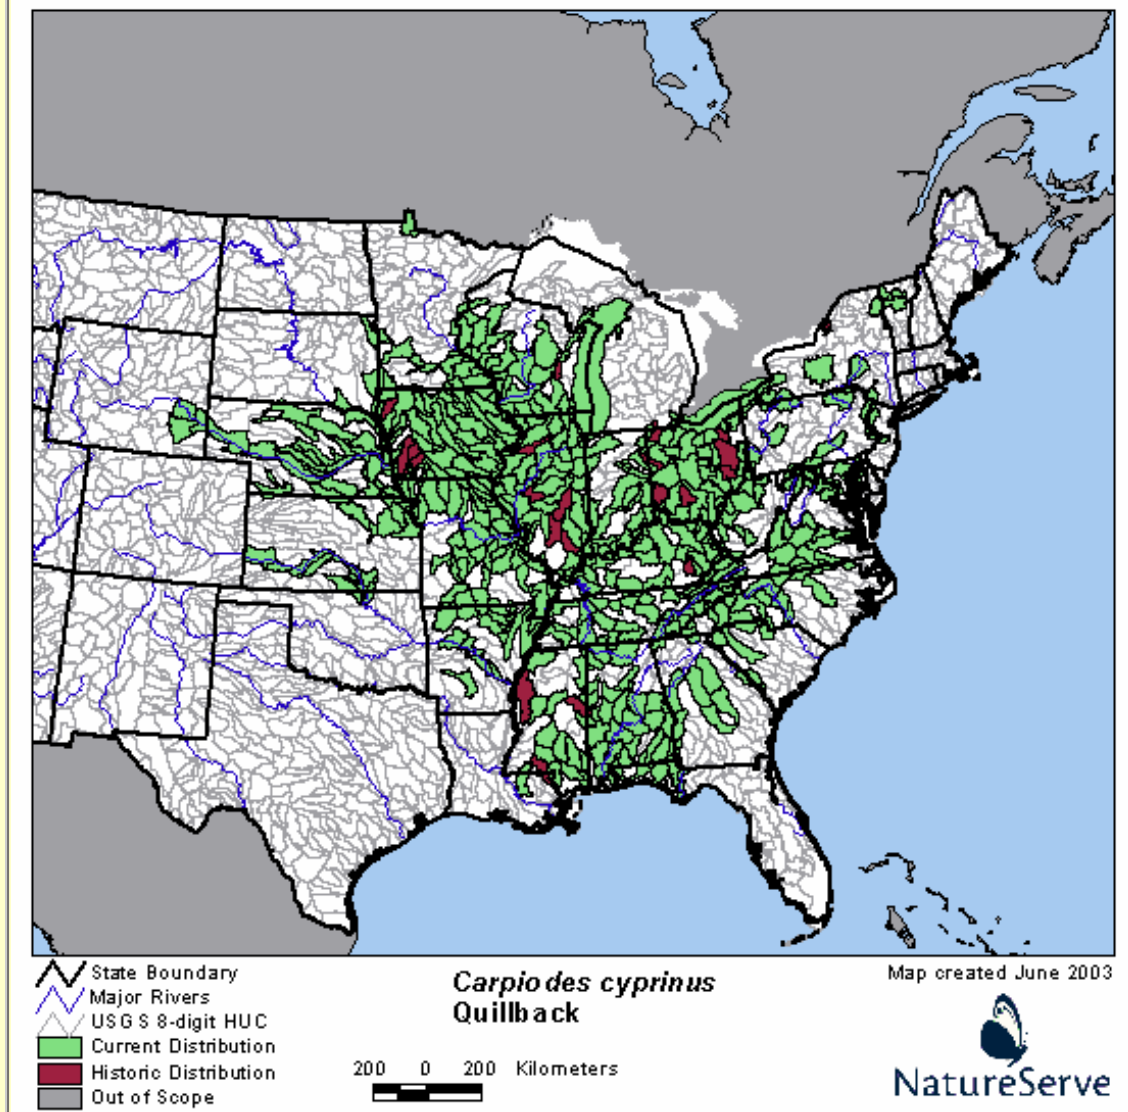 State Boundary
Major Rivers
USGS 8-digit HUC
Current Distribution
Historic Distribution
Out of Scope
Carpiodes cyprinus
Quillback
200 0 200 Kilometers
Map created June 2003
NatureServe